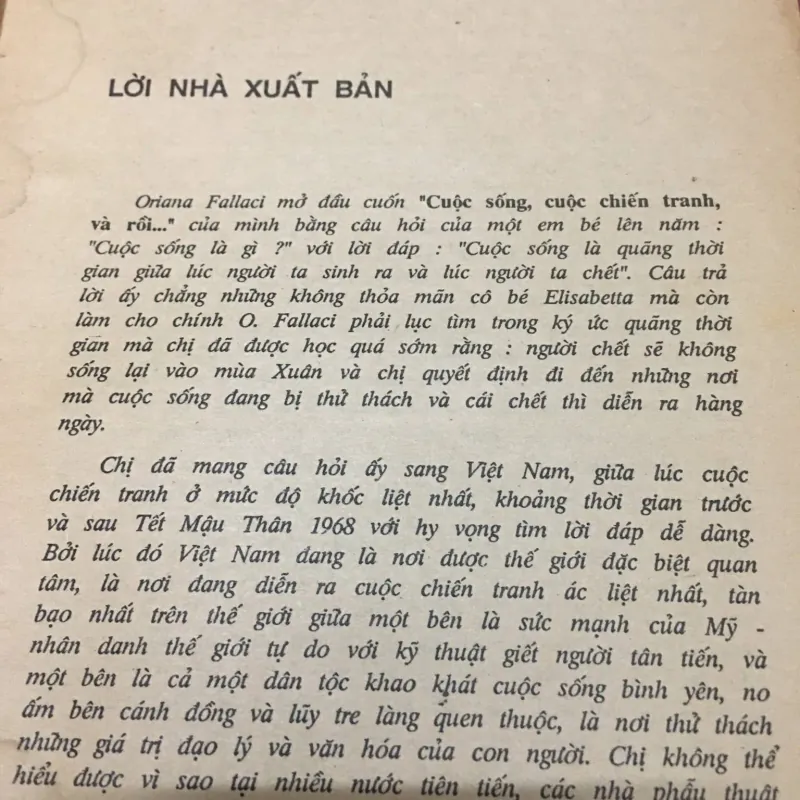 LỜI NHÀ XUẤT BẢN
Oriana Fallaci mở đầu cuốn "Cuộc sống, cuộc chiến tranh,
và rồi..." của mình bằng câu hỏi của một em bé lên năm :
"Cuộc sống là gì ?" với lời đáp : "Cuộc sống là quãng thời
gian giữa lúc người ta sinh ra và lúc người ta chết". Câu trả
lời ấy chẳng những không thỏa mãn cô bé Elisabetta mà còn
làm cho chính O. Fallaci phải lục tìm trong ký ức quãng thời
gian mà chị đã được học quá sớm rằng : người chết sẽ không
sống lại vào mùa Xuân và chị quyết định đi đến những nơi
mà cuộc sống đang bị thử thách và cái chết thì diễn ra hàng
ngày.
Chị đã mang câu hỏi ấy sang Việt Nam, giữa lúc cuộc
chiến tranh ở mức độ khốc liệt nhất, khoảng thời gian trước
và sau Tết Mậu Thân 1968 với hy vọng tìm lời đáp dễ dàng.
Bởi lúc đó Việt Nam đang là nơi được thế giới đặc biệt quan
tâm, là nơi đang diễn ra cuộc chiến tranh ác liệt nhất, tàn
bạo nhất trên thế giới giữa một bên là sức mạnh của Mỹ -
nhân danh thế giới tự do với kỹ thuật giết người tân tiến, và
một bên là cả một dân tộc khao khát cuộc sống bình yên, no
ấm bên cánh đồng và lũy tre làng quen thuộc, là nơi thử thách
những giá trị đạo lý và văn hóa của con người. Chị không thể
hiểu được vì sao tại nhiều nước tiên tiến, các nhà phẫu thuật